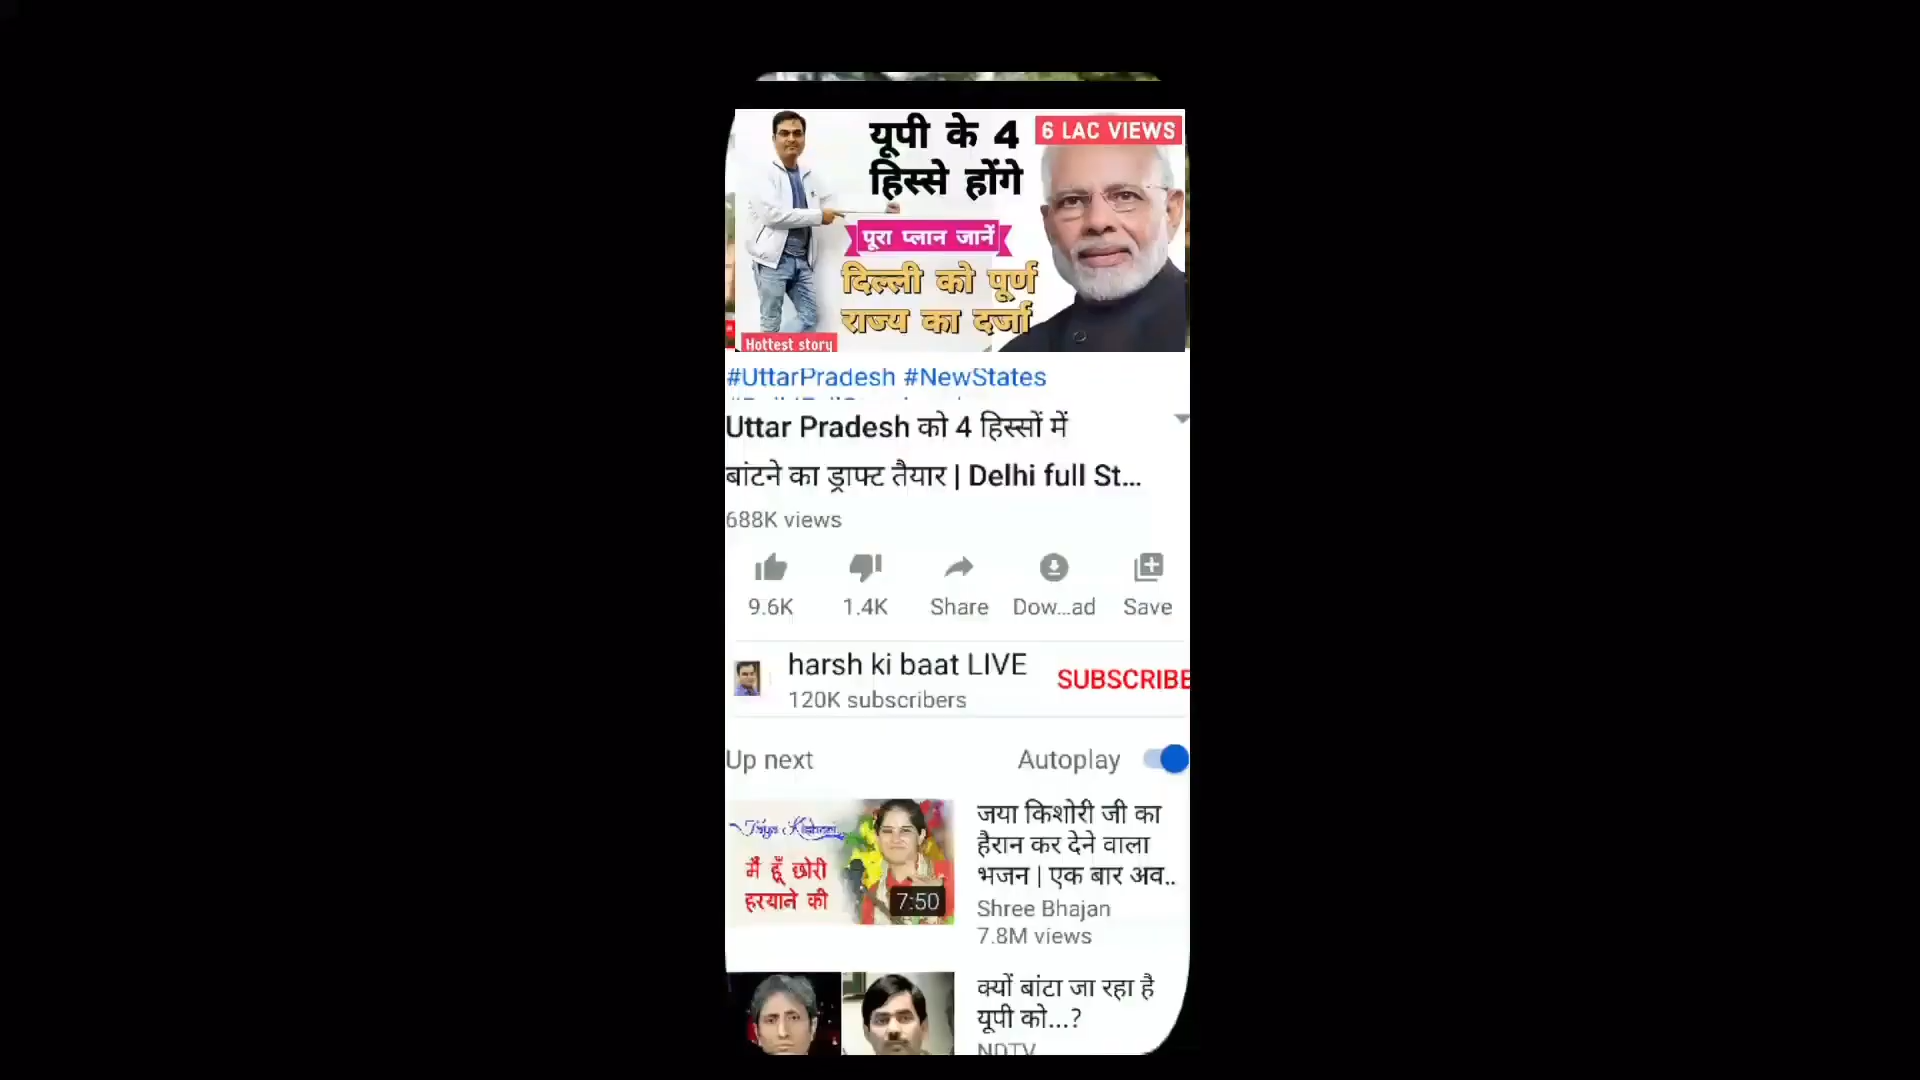 यूपी के 4
हिस्से होंगे
6 LAC VIEWS
पूरा प्लान जानें
दिल्ली को पूर्ण
राज्य का दर्जा
Hottest story
#UttarPradesh #NewStates
Uttar Pradesh को 4 हिस्सों में
बांटने का ड्राफ्ट तैयार | Delhi full St...
688K views
9.6K
1.4K
Share
Dow...ad
Save
harsh ki baat LIVE
120K subscribers
SUBSCRIBE
Up next
Autoplay
मैं हूँ छोरी
हरयाने की
7:50
जया किशोरी जी का
हैरान कर देने वाला
भजन | एक बार अव..
Shree Bhajan
7.8M views
क्यों बांटा जा रहा है
यूपी को...?
NDTV